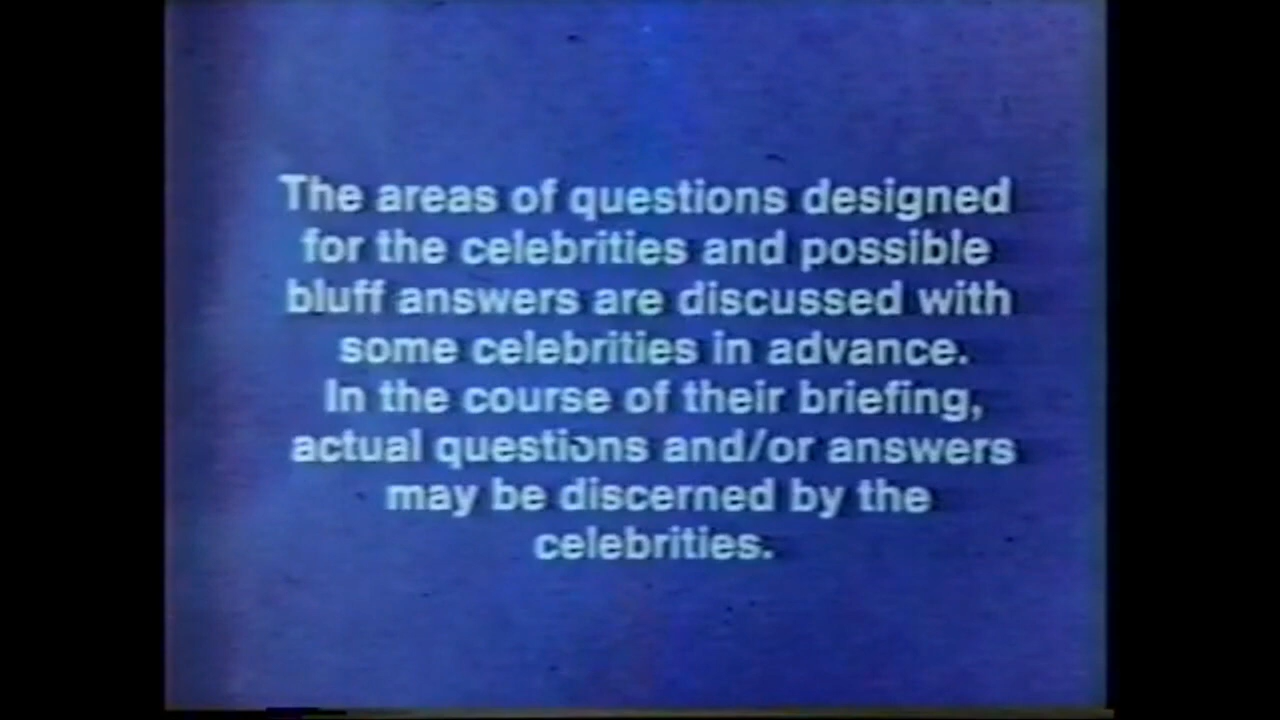 The areas of questions designed
for the celebrities and possible
bluff answers are discussed with
some celebrities in advance.
In the course of their briefing,
actual questions and/or answers
may be discerned by the
celebrities.